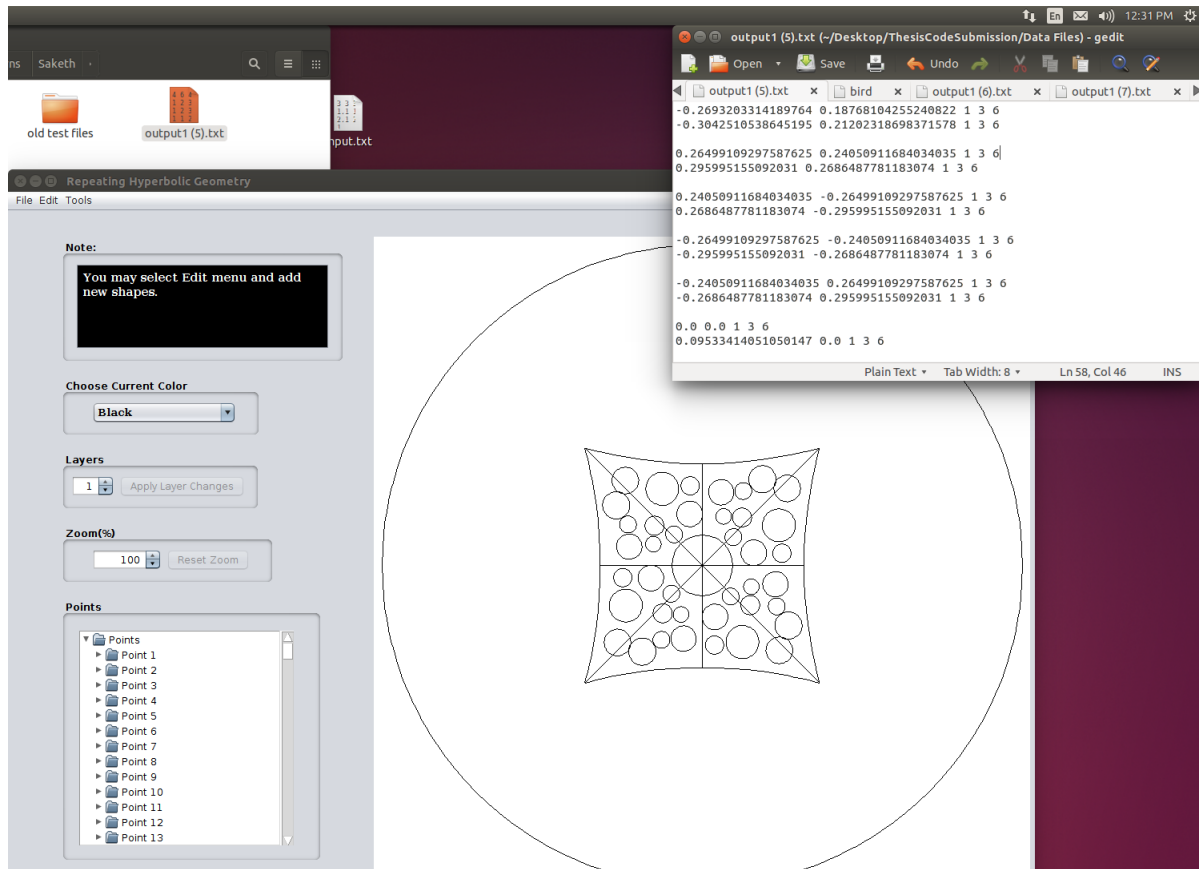 En 12:31 PM
ns Saketh
old test files
output1 (5).txt
nput.txt
output1 (5).txt (~/Desktop/ThesisCodeSubmission/Data Files) - gedit
Open Save Undo
output1 (5).txt x bird x output1 (6).txt x output1 (7).txt x
-0.2693203314189764 0.18768104255240822 1 3 6
-0.3042510538645195 0.21202318698371578 1 3 6
0.26499109297587625 0.24050911684034035 1 3 6
0.295995155092031 0.2686487781183074 1 3 6
0.24050911684034035 -0.26499109297587625 1 3 6
0.2686487781183074 -0.295995155092031 1 3 6
-0.26499109297587625 -0.24050911684034035 1 3 6
-0.295995155092031 -0.2686487781183074 1 3 6
-0.24050911684034035 0.26499109297587625 1 3 6
-0.2686487781183074 0.295995155092031 1 3 6
0.0 0.0 1 3 6
0.09533414051050147 0.0 1 3 6
Plain Text Tab Width: 8 Ln 58, Col 46 INS
Repeating Hyperbolic Geometry
File Edit Tools
Note:
You may select Edit menu and add
new shapes.
Choose Current Color
Black
Layers
1 Apply Layer Changes
Zoom(%)
100 Reset Zoom
Points
Points
Point 1
Point 2
Point 3
Point 4
Point 5
Point 6
Point 7
Point 8
Point 9
Point 10
Point 11
Point 12
Point 13